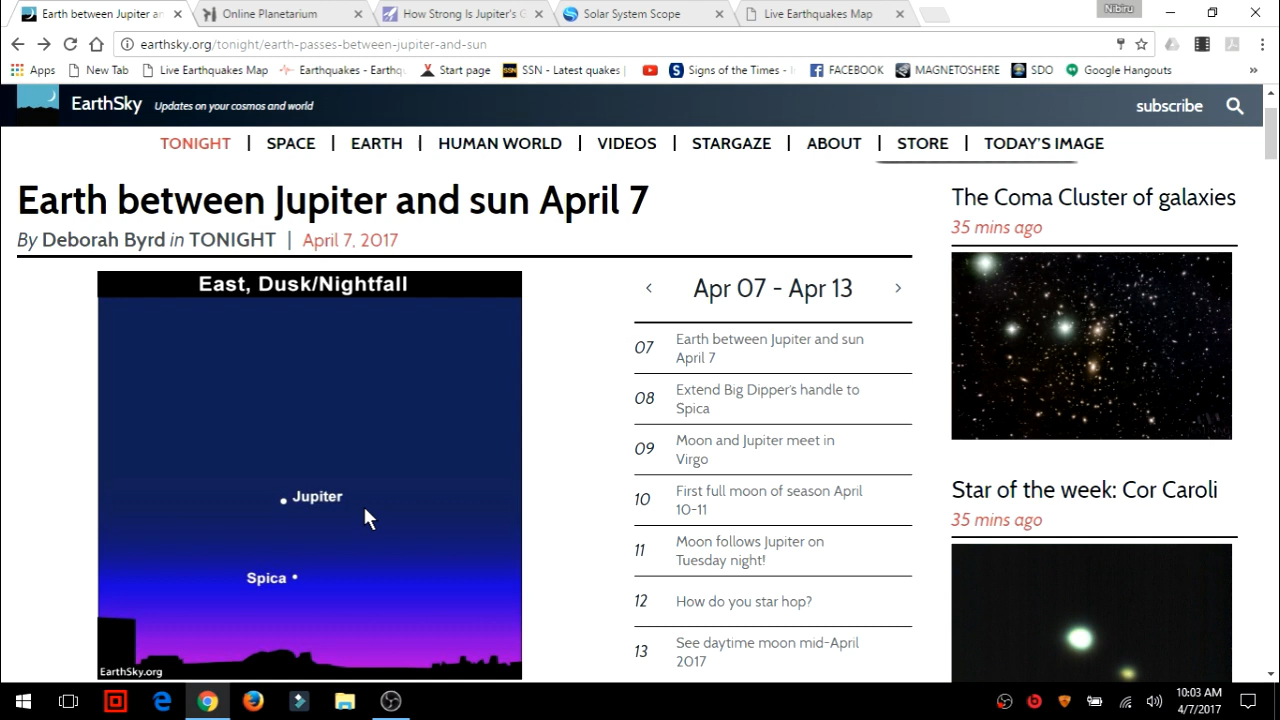 Earth between Jupiter an
Online Planetarium
How Strong Is Jupiter's G
Solar System Scope
Live Earthquakes Map
Nibiru
earthsky.org/tonight/earth-passes-between-jupiter-and-sun
Apps
New Tab
Live Earthquakes Map
Earthquakes - Earthq
Start page
SSN - Latest quakes |
Signs of the Times -
FACEBOOK
MAGNETOSHERE
SDO
Google Hangouts
EarthSky
Updates on your cosmos and world
subscribe
TONIGHT | SPACE | EARTH | HUMAN WORLD | VIDEOS | STARGAZE | ABOUT | STORE | TODAY'S IMAGE
Earth between Jupiter and sun April 7
By Deborah Byrd in TONIGHT | April 7, 2017
East, Dusk/Nightfall
Jupiter
Spica
EarthSky.org
Apr 07 - Apr 13
07 Earth between Jupiter and sun
April 7
08 Extend Big Dipper's handle to
Spica
09 Moon and Jupiter meet in
Virgo
10 First full moon of season April
10-11
11 Moon follows Jupiter on
Tuesday night!
12 How do you star hop?
13 See daytime moon mid-April
2017
The Coma Cluster of galaxies
35 mins ago
Star of the week: Cor Caroli
35 mins ago
10:03 AM
4/7/2017